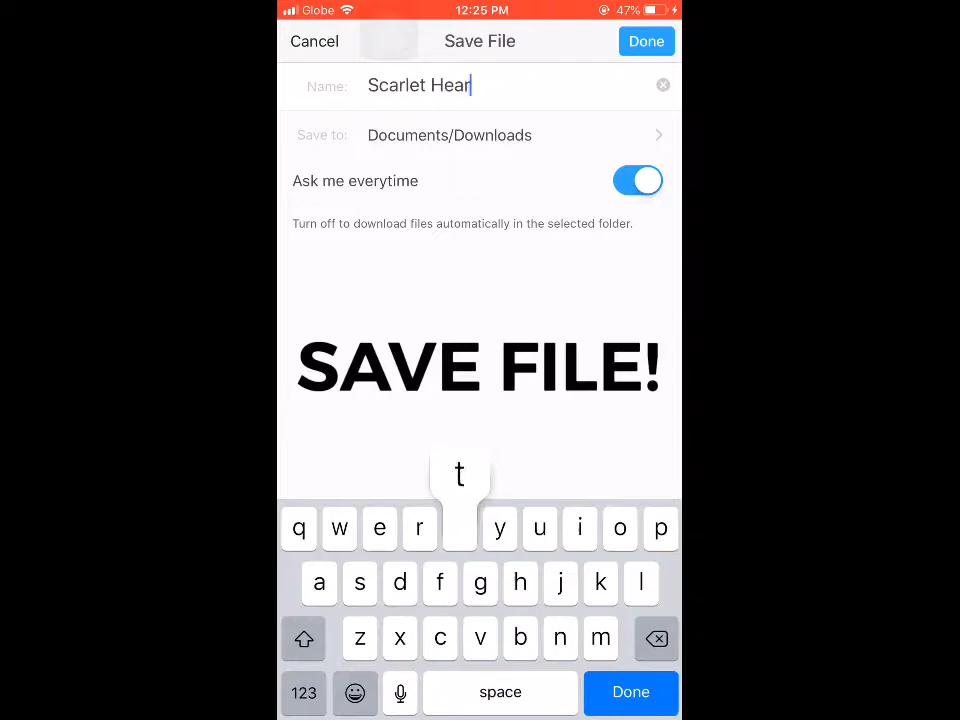 Globe 12:25 PM 47%
Cancel Save File Done
Name: Scarlet Hear
Save to: Documents/Downloads
Ask me everytime
Turn off to download files automatically in the selected folder.
SAVE FILE!
t
q w e r y u i o p
a s d f g h j k l
z x c v b n m
123 space Done